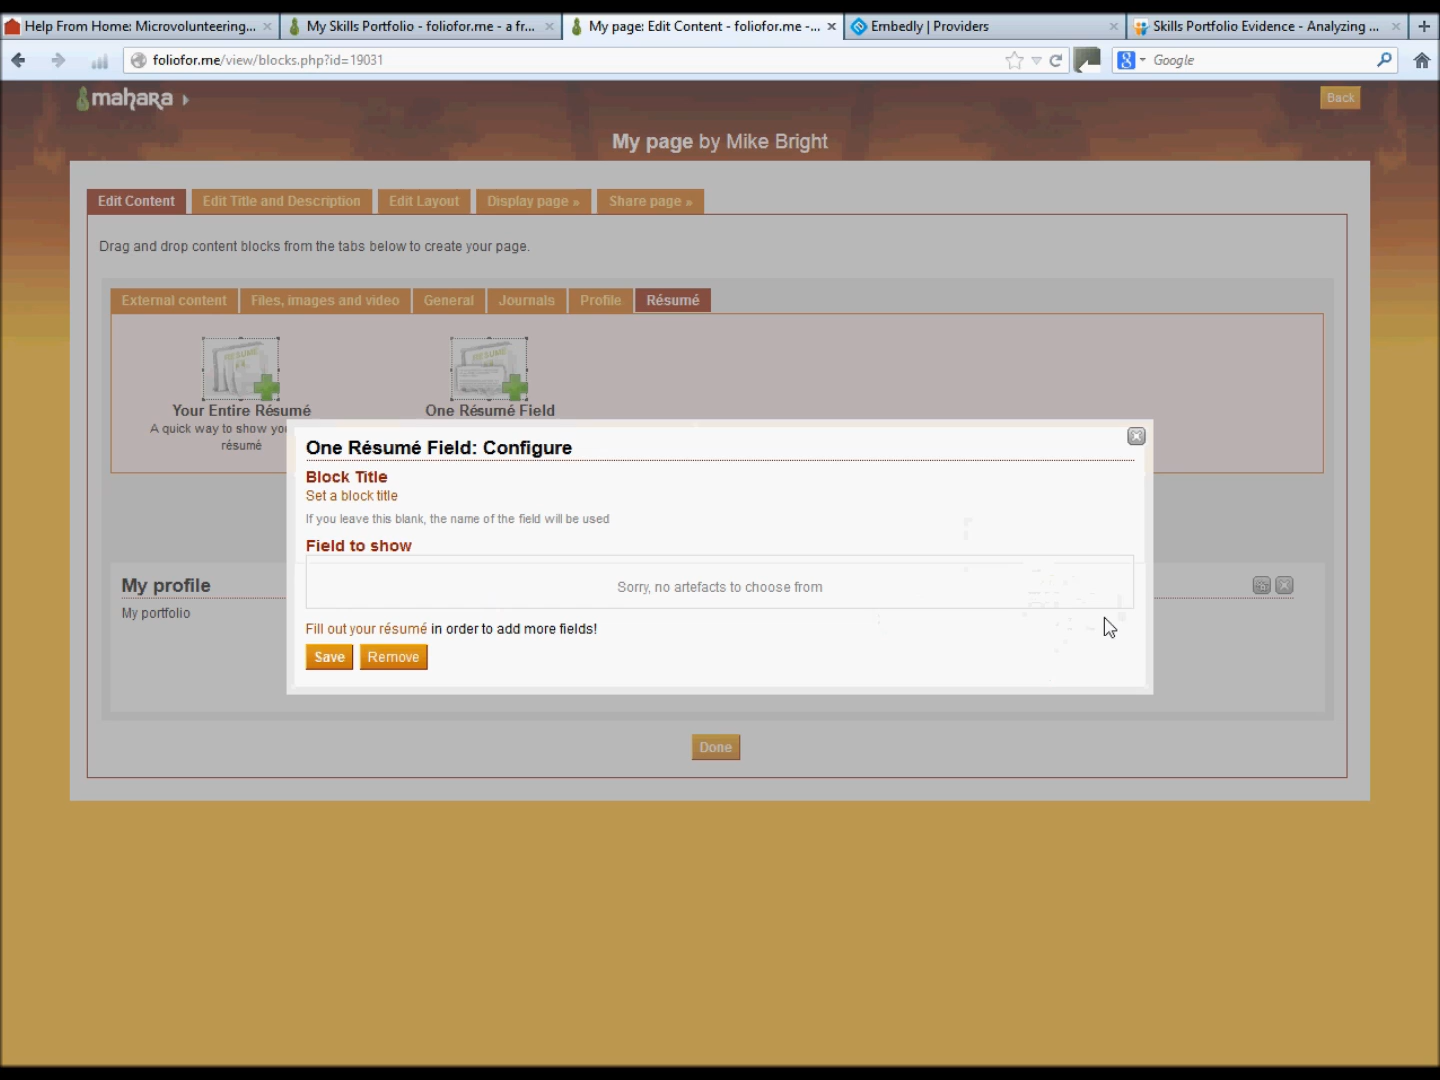 Help From Home: Microvolunteering...
My Skills Portfolio - foliofor.me - a fr...
My page: Edit Content - foliofor.me -...
Embedly | Providers
Skills Portfolio Evidence - Analyzing ...
foliofor.me/view/blocks.php?id=19031
Google
mahara
Back
My page by Mike Bright
Edit Content
Edit Title and Description
Edit Layout
Display page »
Share page »
Drag and drop content blocks from the tabs below to create your page.
External content
Files, images and video
General
Journals
Profile
Résumé
Your Entire Résumé
One Résumé Field
A quick way to show
résumé
One Résumé Field: Configure
Block Title
Set a block title
If you leave this blank, the name of the field will be used
Field to show
Sorry, no artefacts to choose from
Fill out your résumé in order to add more fields!
Save
Remove
My profile
My portfolio
Done